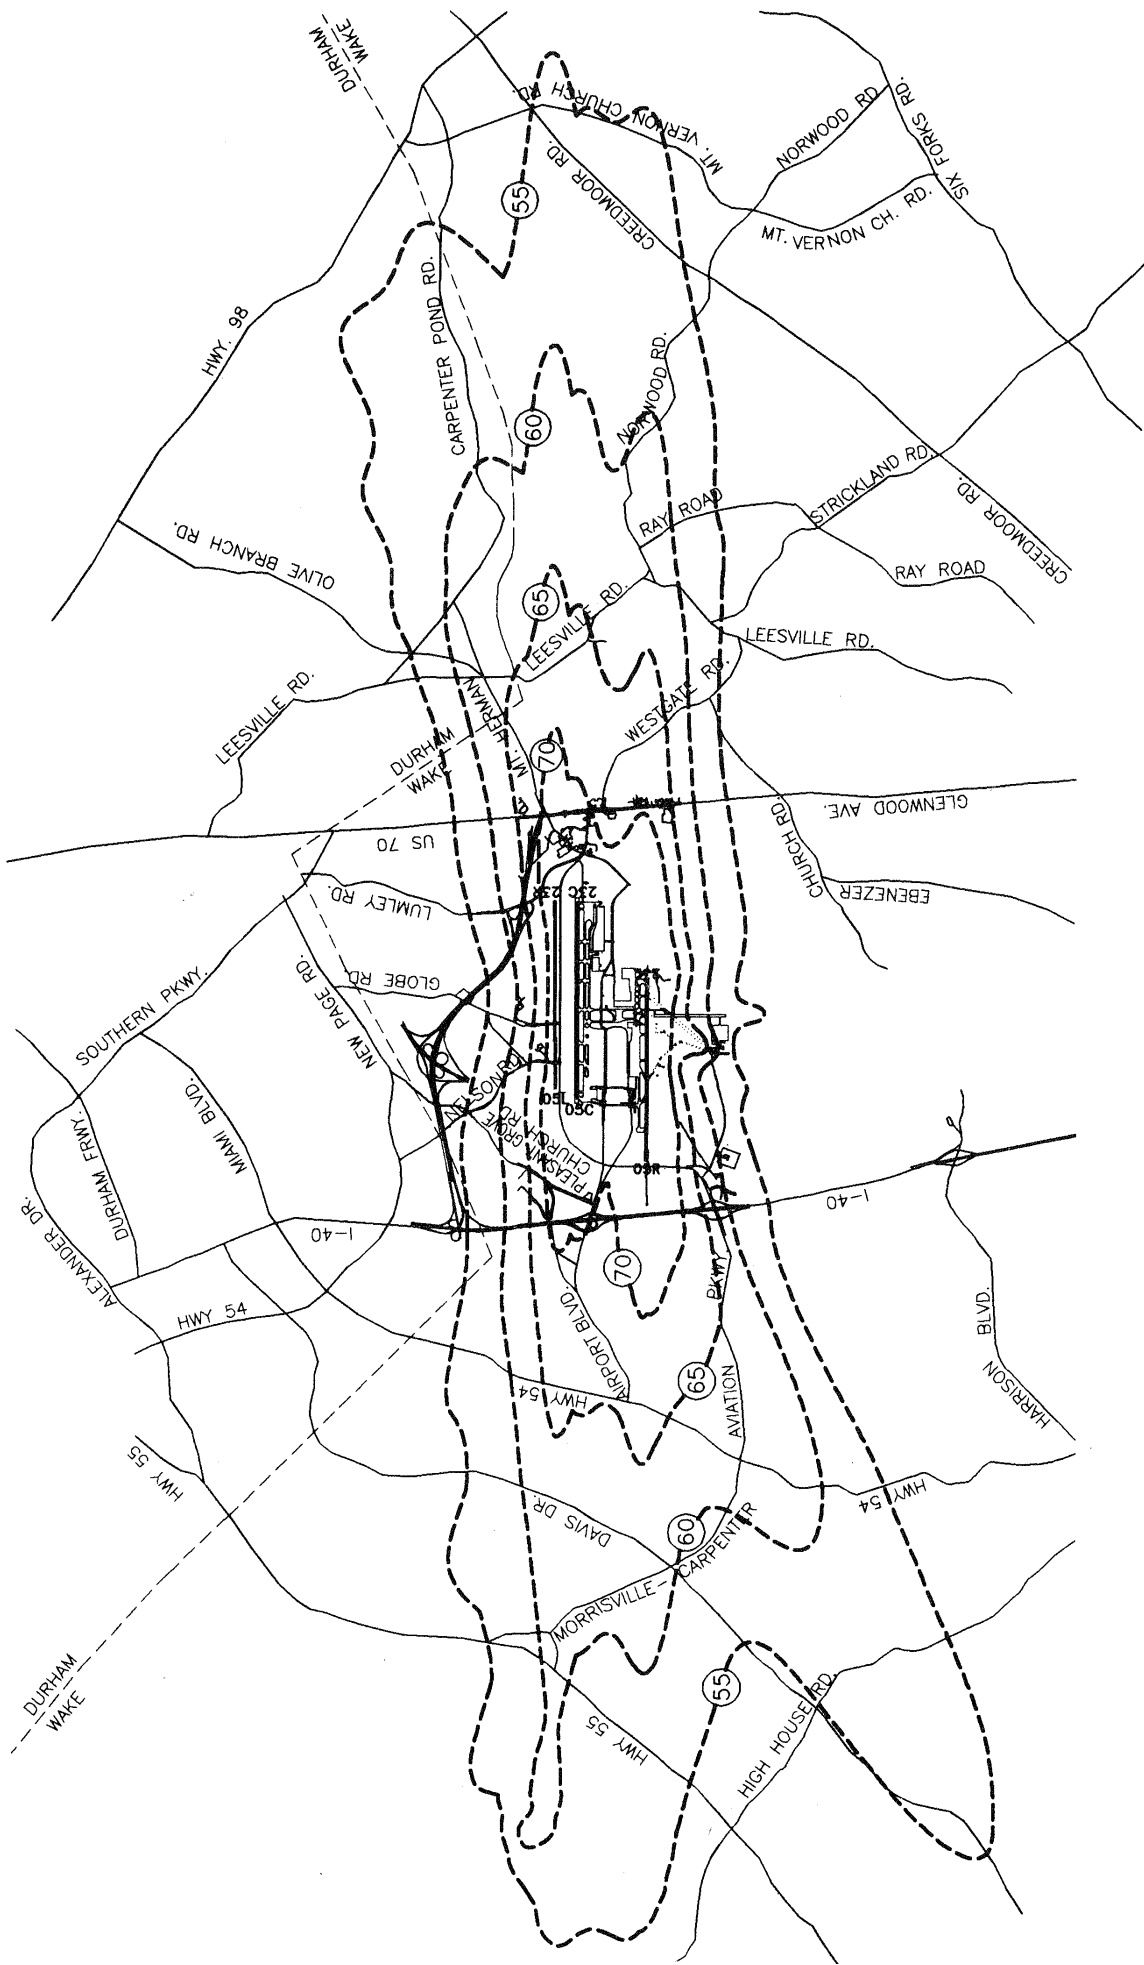 DURHAM
WAKE
MT. VERNON CHURCH RD.
NORWOOD RD
SIX FORKS RD.
55
CREEDMOOR RD.
MT. VERNON CH. RD.
HWY. 98
CARPENTER POND RD.
NORWOOD RD.
60
STRICKLAND RD.
CREEDMOOR RD.
RAY ROAD
RAY ROAD
OLIVE BRANCH RD.
65
LEESVILLE RD.
LEESVILLE RD.
LEESVILLE RD.
WESTGATE RD.
MT. HERMAN
DURHAM
WAKE
70
US 70
GLENWOOD AVE.
EBENEZER
CHURCH RD.
LUMLEY RD.
23R
23C
GLOBE RD.
NEW PAGE RD.
SOUTHERN PKWY.
MIAMI BLVD.
DURHAM FRWY.
NELSON RD
PLEASANT GROVE
CHURCH RD
05L
05C
05R
ALEXANDER DR.
I-40
I-40
HWY 54
70
AIRPORT BLVD.
AVIATION
PKWY
HARRISON
BLVD.
65
HWY 54
HWY 54
HWY 55
DAVIS DR.
60
MORRISVILLE-CARPENTER
DURHAM
WAKE
55
HWY 55
HIGH HOUSE RD.